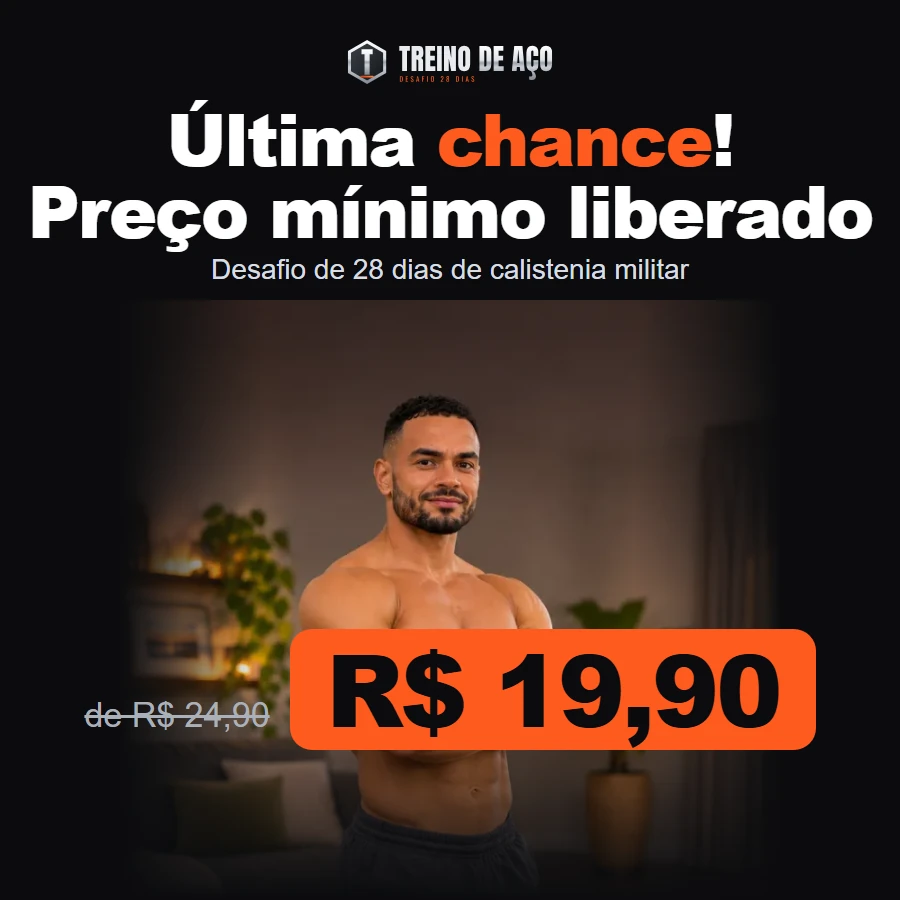 T TREINO DE AÇO
DESAFIO 28 DIAS
Última chance!
Preço mínimo liberado
Desafio de 28 dias de calistenia militar
de R$ 24,90
R$ 19,90